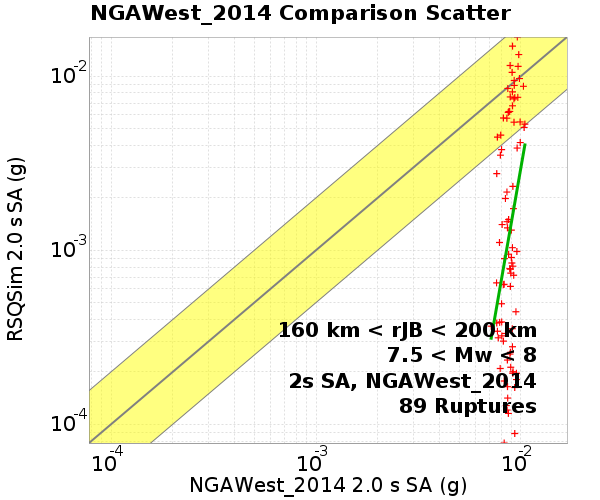 NGAWest_2014 Comparison Scatter
RSQSim 2.0 s SA (g)
10-2
10-3
10-4
160 km < rJB < 200 km
7.5 < Mw < 8
2s SA, NGAWest_2014
89 Ruptures
10-4 10-3 10-2
NGAWest_2014 2.0 s SA (g)